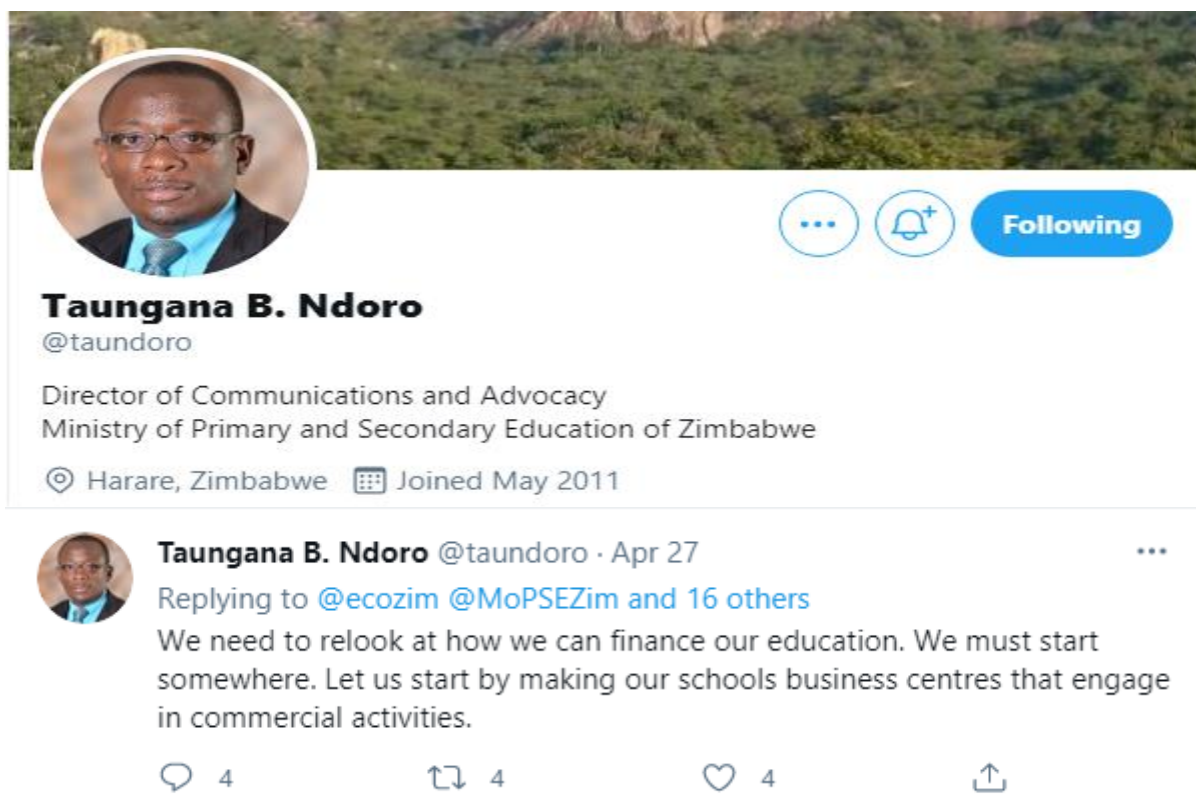 Following
Taungana B. Ndoro
@taundoro
Director of Communications and Advocacy
Ministry of Primary and Secondary Education of Zimbabwe
Harare, Zimbabwe Joined May 2011
Taungana B. Ndoro @taundoro · Apr 27
Replying to @ecozim @MoPSEZim and 16 others
We need to relook at how we can finance our education. We must start
somewhere. Let us start by making our schools business centres that engage
in commercial activities.
4 4 4